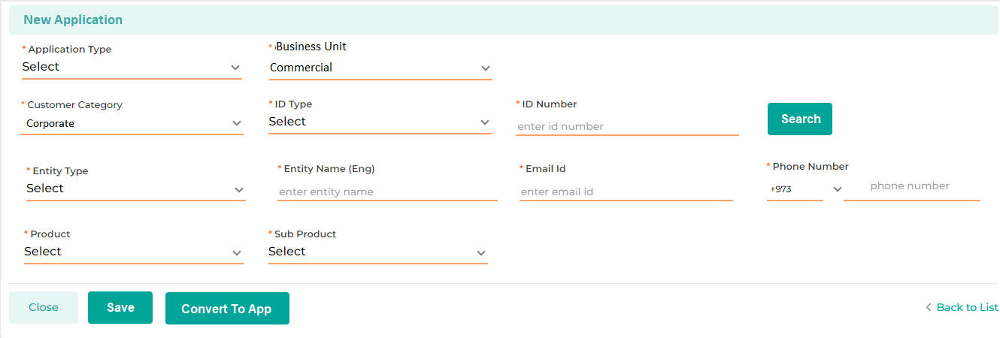 New Application
* Application Type
* Business Unit
Select
Commercial
* Customer Category
* ID Type
* ID Number
Corporate
Select
enter id number
Search
* Entity Type
* Entity Name (Eng)
* Email Id
* Phone Number
Select
enter entity name
enter email id
+973
phone number
* Product
* Sub Product
Select
Select
Close
Save
Convert To App
Back to List